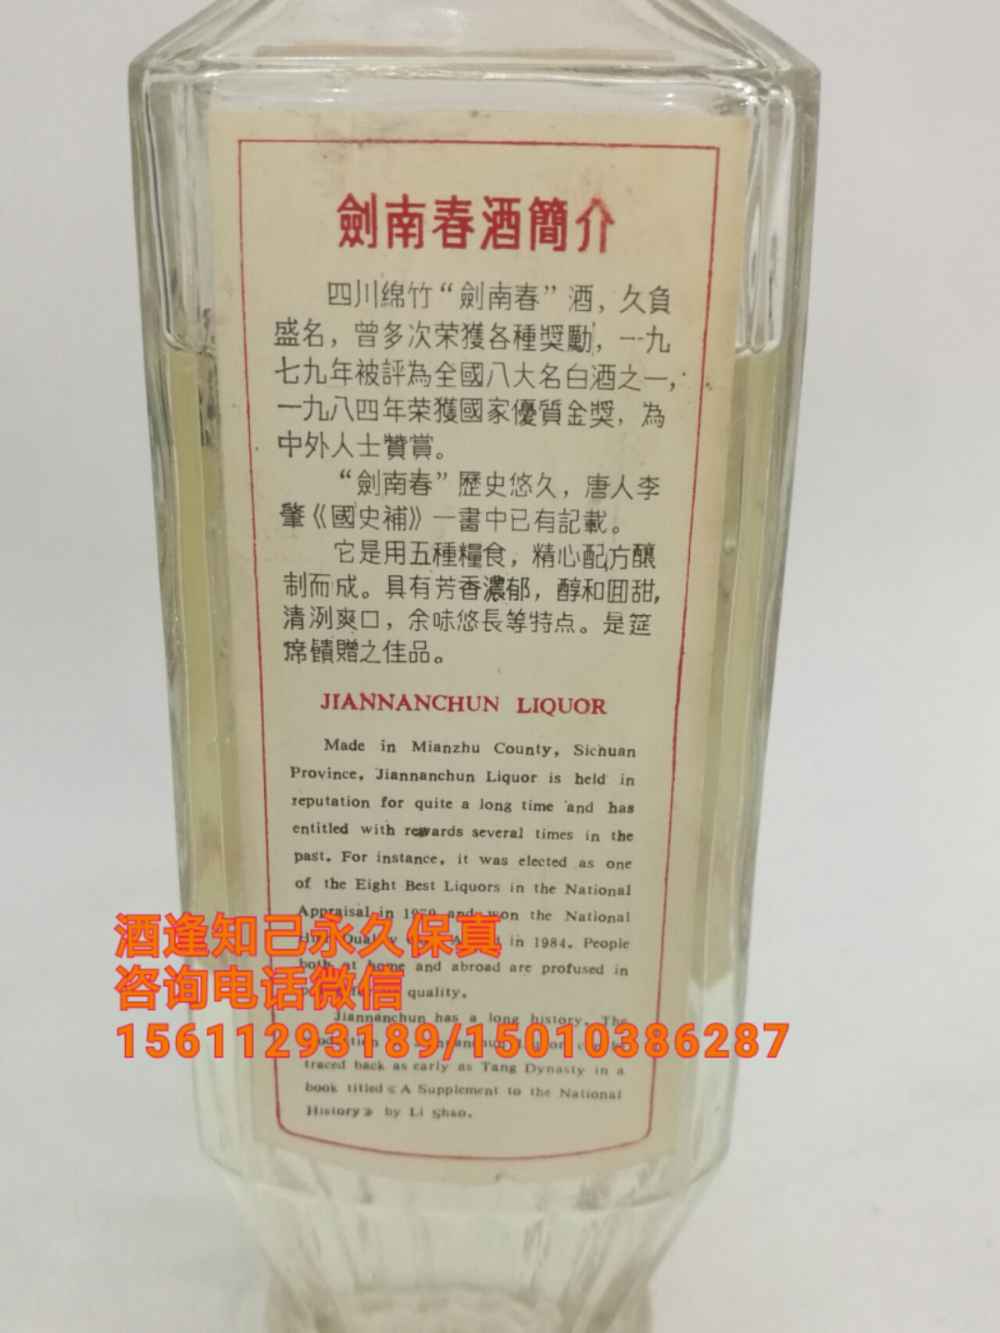 劍南春酒簡介
四川绵竹“劍南春”酒，久負
盛名，曾多次荣獲各種獎勵，一九
七九年被評為全國八大名白酒之一，
一九八四年荣獲國家優質金獎，為
中外人士贊賞。
“劍南春”歷史悠久，唐人李
肇《國史補》一書中已有記載。
它是用五種糧食，精心配方釀
制而成。具有芳香濃郁，醇和回甜，
清洌爽口，余味悠長等特点。是筵
席饋贈之佳品。
JIANNANCHUN LIQUOR
Made in Mianzhu County, Sichuan
Province, Jiannanchun Liquor is held in
reputation for quite a long time and has
entitled with rewards several times in the
past. For instance, it was elected as one
of the Eight Best Liquors in the National
Appraisal in 1979 and won the National
Quality in 1984. People
both at home and abroad are profused in
quality.
Jiannanchun has a long history. The
traced back as early as Tang Dynasty in a
book titled《A Supplement to the National
History》 by Li Shao.
酒逢知己永久保真
咨询电话微信
15611293189/15010386287